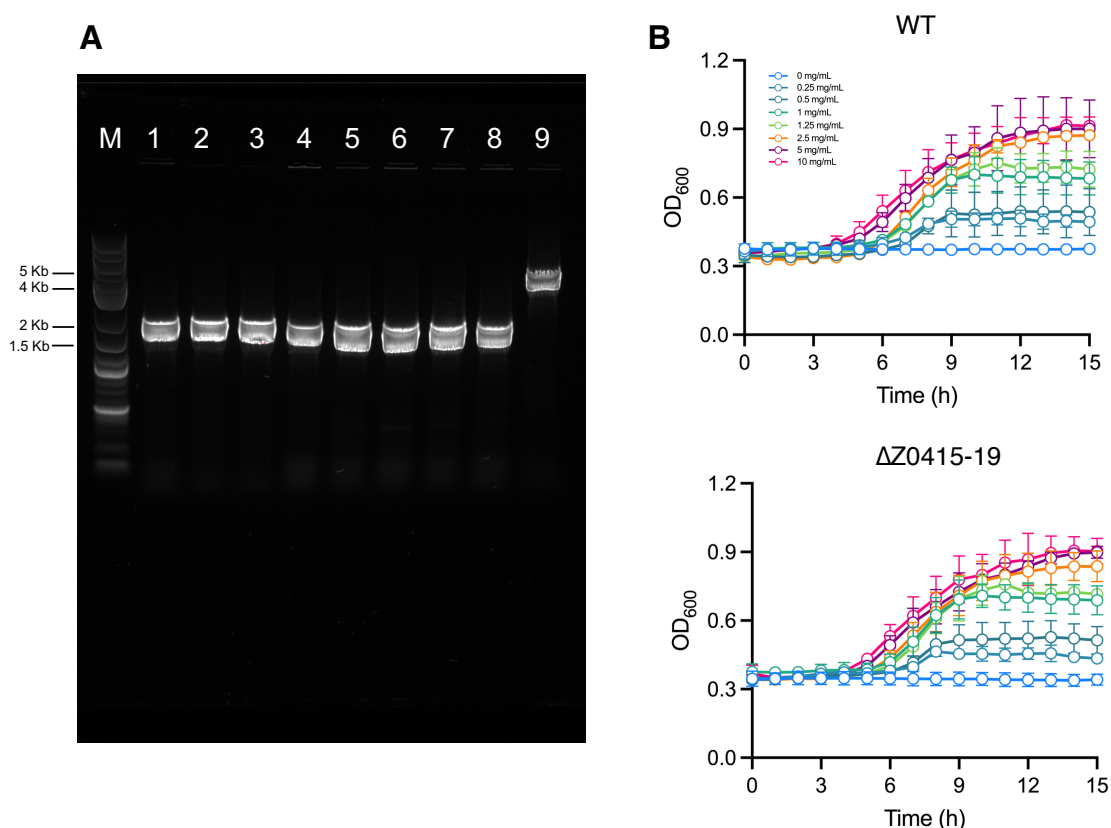 A
M 1 2 3 4 5 6 7 8 9
5 Kb
4 Kb
2 Kb
1.5 Kb
B
WT
1.2
0.9
0.6
0.3
0.0
OD600
0 mg/mL
0.25 mg/mL
0.5 mg/mL
1 mg/mL
1.25 mg/mL
2.5 mg/mL
5 mg/mL
10 mg/mL
0 3 6 9 12 15
Time (h)
ΔZ0415-19
1.2
0.9
0.6
0.3
0.0
OD600
0 3 6 9 12 15
Time (h)